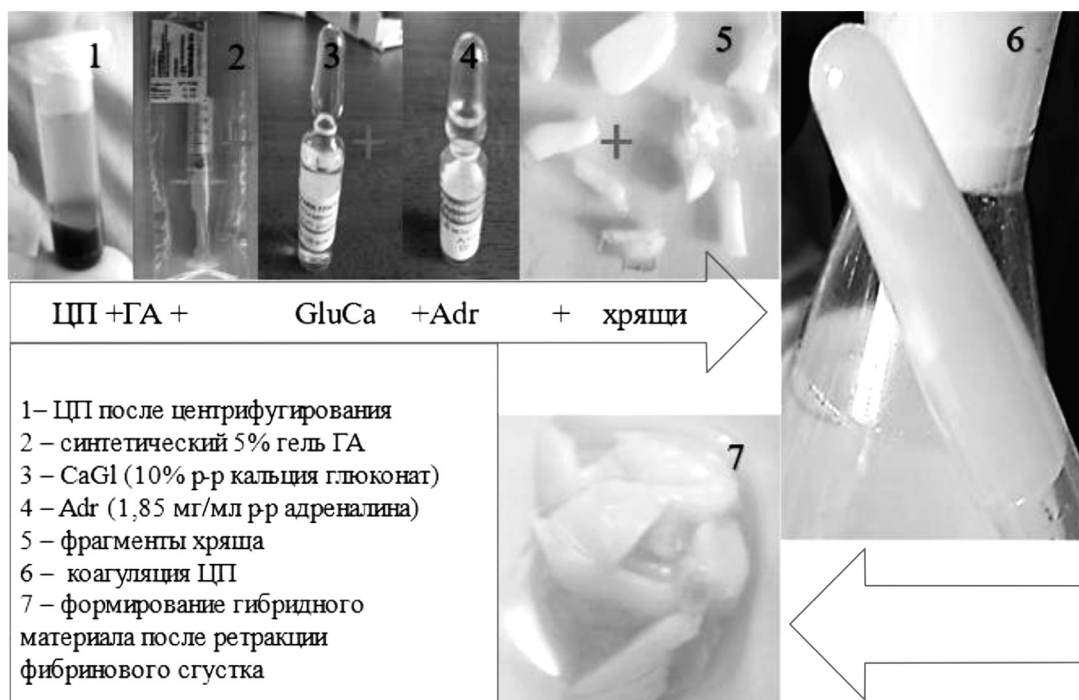 1
2
3
4
5
6
ЦП +ГА + GluCa +Adr + хрящи
1– ЦП после центрифугирования
2 – синтетический 5% гель ГА
3 – CaGl (10% р-р кальция глюконат)
4 – Adr (1,85 мг/мл р-р адреналина)
5 – фрагменты хряща
6 – коагуляция ЦП
7 – формирование гибридного
материала после ретракции
фибринового сгустка
7